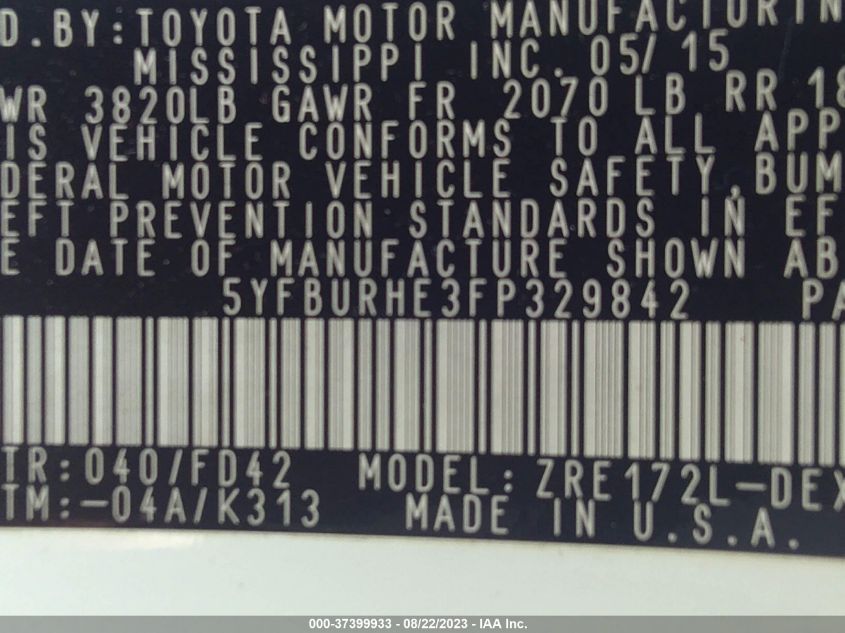 D.BY: TOYOTA MOTOR MANUFACTURIN
MISSISSIPPI INC. 05/15
WR 3820LB GAWR FR 2070 LB RR 18
IS VEHICLE CONFORMS TO ALL APP
DERAL MOTOR VEHICLE SAFETY, BUM
EFT PREVENTION STANDARDS IN EF
E DATE OF MANUFACTURE SHOWN AB
5YFBURHE3FP329842 PA
TR: 040/FD42 MODEL: ZRE172L-DEX
TM:-04A/K313 MADE IN U.S.A.
000-37399933 - 08/22/2023 - IAA Inc.